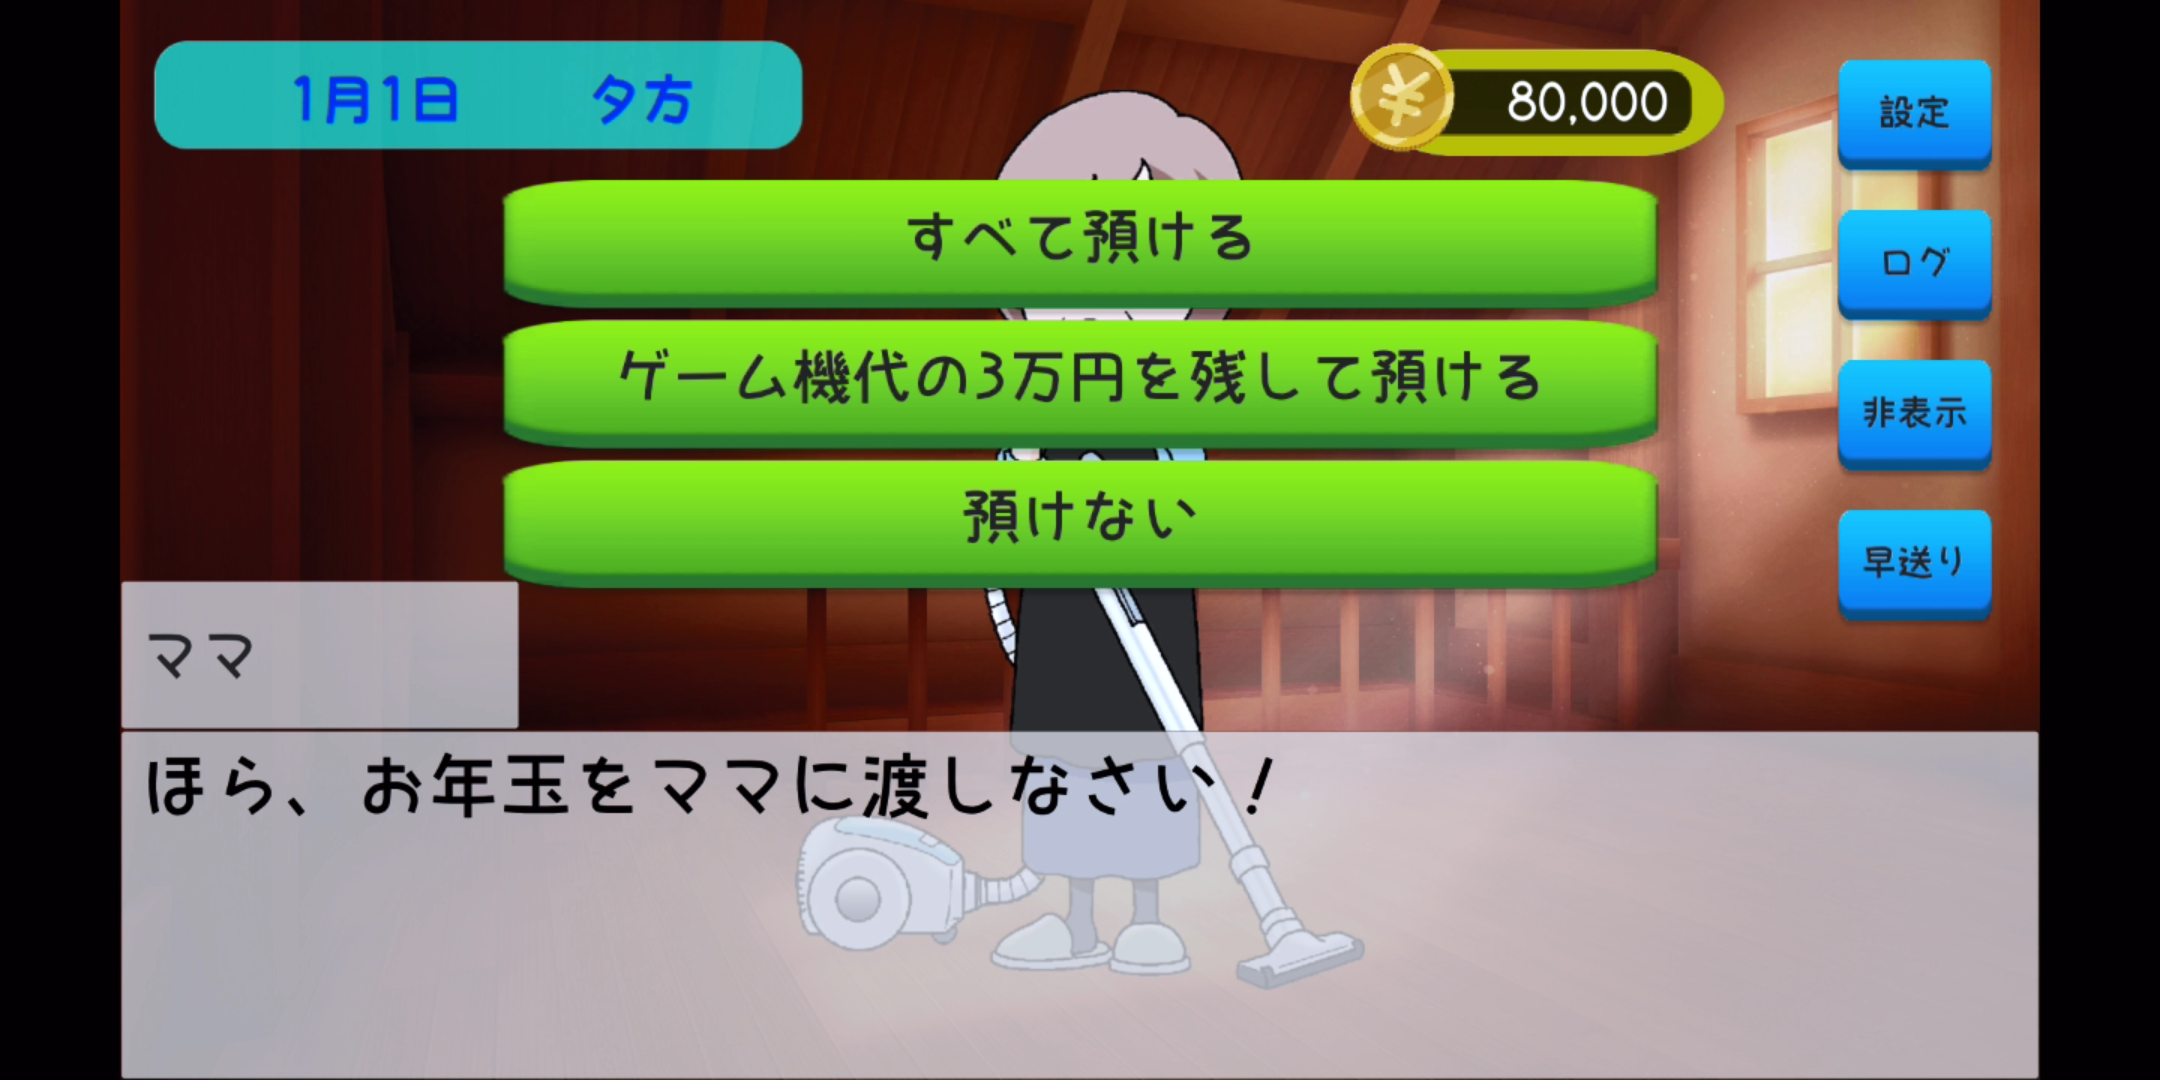 1月1日 夕方
80,000
設定
すべて預ける
ログ
ゲーム機代の3万円を残して預ける
非表示
預けない
早送り
ママ
ほら、お年玉をママに渡しなさい！